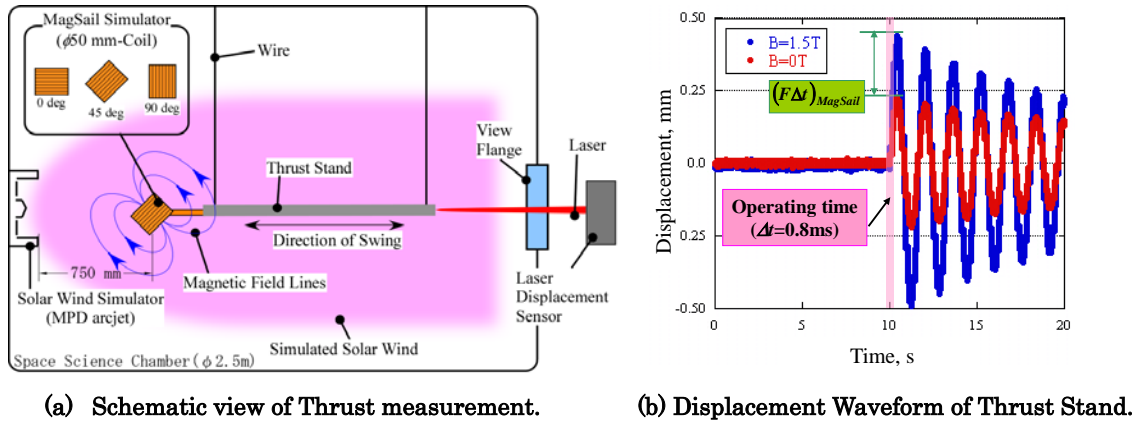 MagSail Simulator
(ϕ50 mm-Coil)
0 deg
45 deg
90 deg
Wire
View
Flange
Laser
Thrust Stand
Direction of Swing
Magnetic Field Lines
750 mm
Solar Wind Simulator
(MPD arcjet)
Laser
Displacement
Sensor
Simulated Solar Wind
Space Science Chamber(ϕ2.5m)
(a) Schematic view of Thrust measurement.
Displacement, mm
0.50
0.25
0.0
0.25
-0.50
B=1.5T
B=0T
(FΔt)MagSail
Operating time
(Δt=0.8ms)
0
5
10
15
20
Time, s
(b) Displacement Waveform of Thrust Stand.